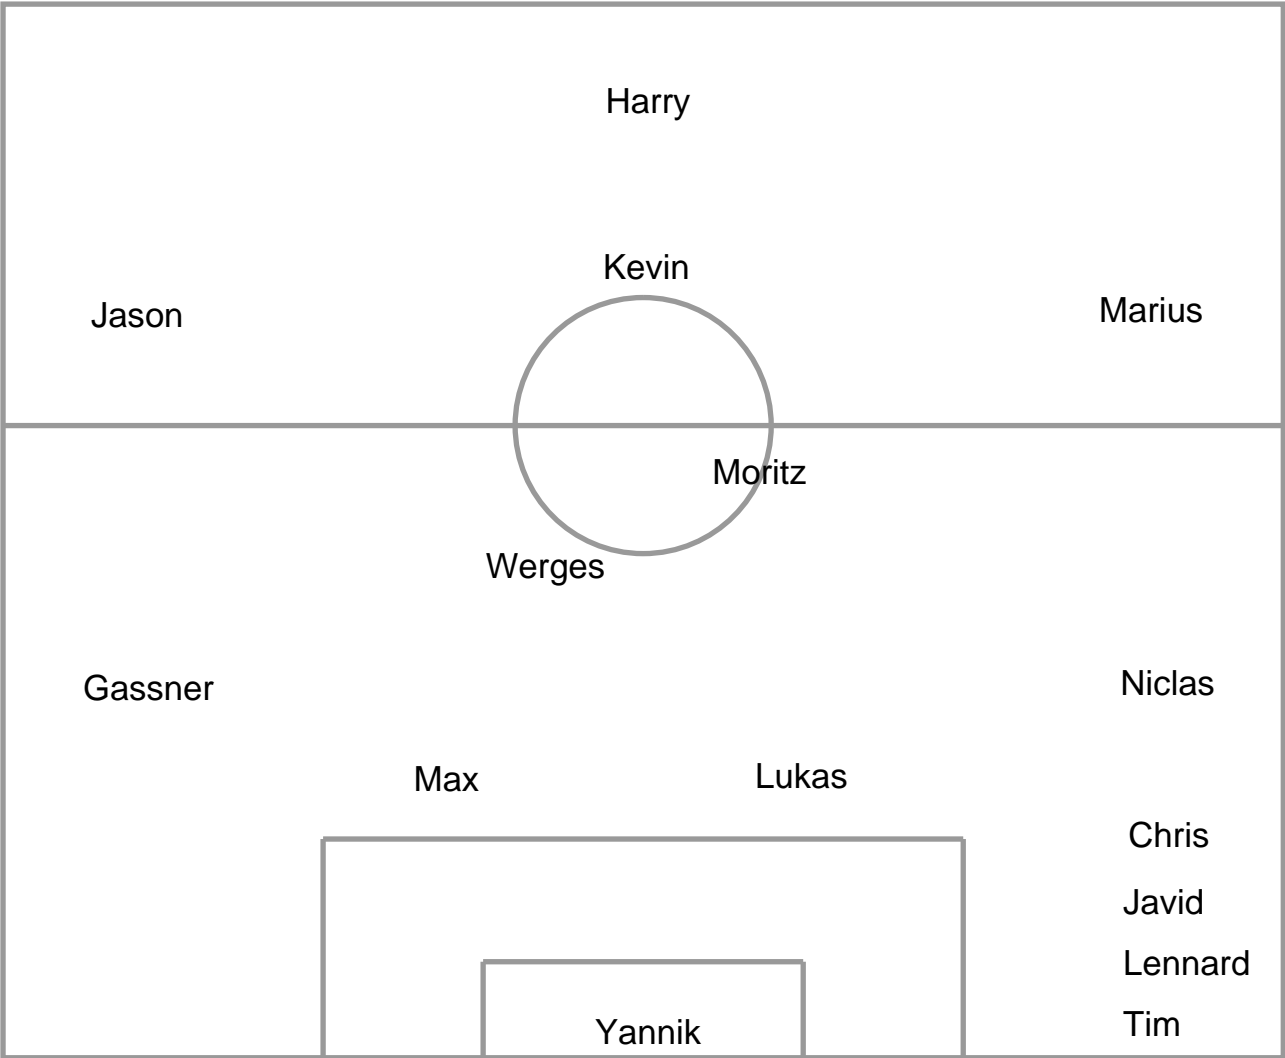 Harry
Kevin
Jason
Marius
Moritz
Werges
Gassner
Niclas
Max
Lukas
Chris
Javid
Lennard
Tim
Yannik